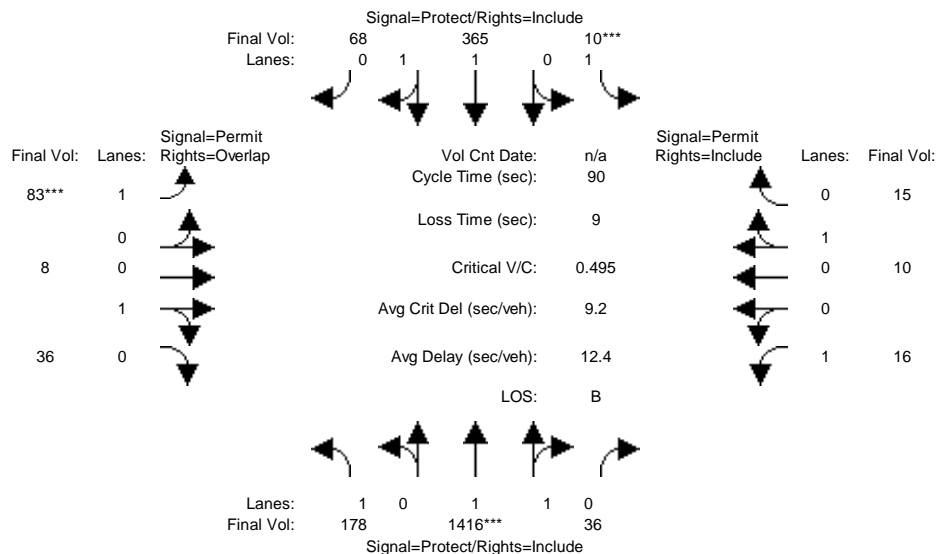 Signal=Protect/Rights=Include
Final Vol: 68 365 10***
Lanes: 0 1 1 0 1
Signal=Permit Signal=Permit
Final Vol: Lanes: Rights=Overlap Vol Cnt Date: n/a Rights=Include Lanes: Final Vol:
Cycle Time (sec): 90
83*** 1 0 15
Loss Time (sec): 9
0 1
8 0 Critical V/C: 0.495 0 10
1 Avg Crit Del (sec/veh): 9.2 0
36 0 Avg Delay (sec/veh): 12.4 1 16
LOS: B
Lanes: 1 0 1 1 0
Final Vol: 178 1416*** 36
Signal=Protect/Rights=Include